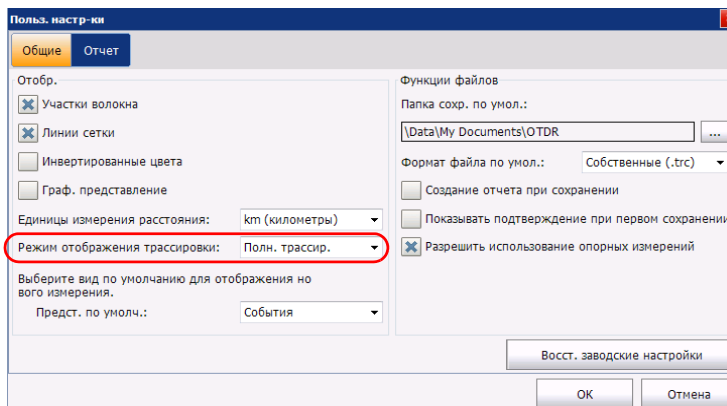 Польз. настр-ки
Общие
Отчет
Отобр.
Участки волокна
Линии сетки
Инвертированные цвета
Граф. представление
Единицы измерения расстояния:
km (километры)
Режим отображения трассировки:
Полн. трассир.
Выберите вид по умолчанию для отображения но
вого измерения.
Предст. по умолч.:
События
Функции файлов
Папка сохр. по умол.:
\Data\My Documents\OTDR
...
Формат файла по умол.:
Собственные (.trc)
Создание отчета при сохранении
Показывать подтверждение при первом сохранении
Разрешить использование опорных измерений
Восст. заводские настройки
ОК
Отмена